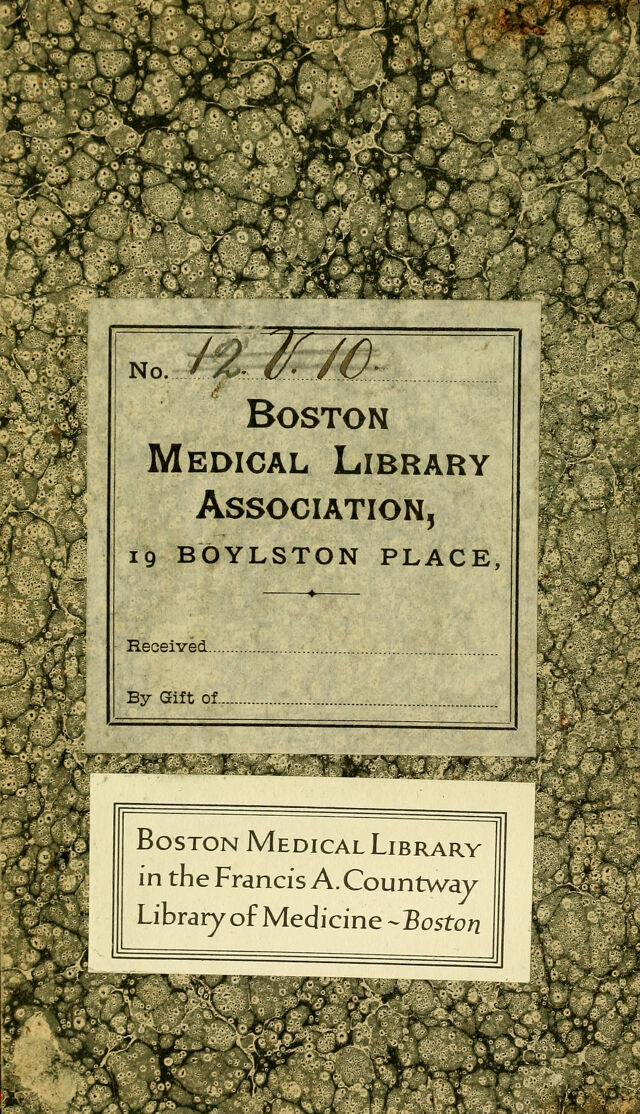 No. 12. V. 10.
BOSTON
MEDICAL LIBRARY
ASSOCIATION,
19 BOYLSTON PLACE,
Received
By Gift of
BOSTON MEDICAL LIBRARY
in the Francis A. Countway
Library of Medicine ~ Boston